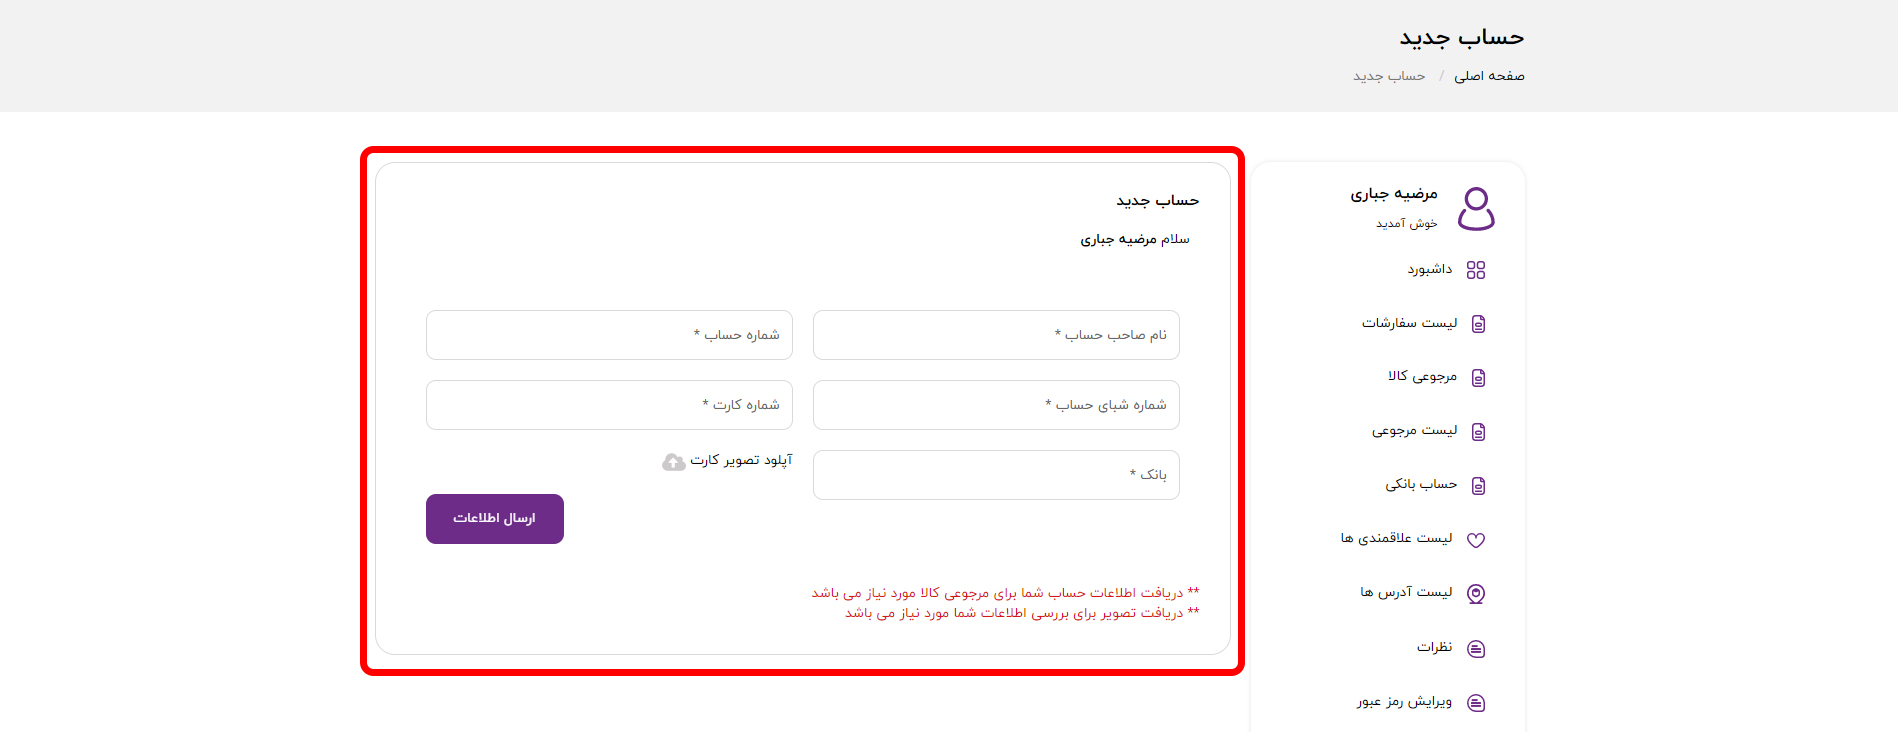 حساب جدید
صفحه اصلی / حساب جدید
مرضیه جباری
خوش آمدید
داشبورد
لیست سفارشات
مرجوعی کالا
لیست مرجوعی
حساب بانکی
لیست علاقمندی ها
لیست آدرس ها
نظرات
ویرایش رمز عبور
حساب جدید
سلام مرضیه جباری
نام صاحب حساب *
شماره حساب *
شماره شبای حساب *
شماره کارت *
بانک *
آپلود تصویر کارت
ارسال اطلاعات
** دریافت اطلاعات حساب شما برای مرجوعی کالا مورد نیاز می باشد
** دریافت تصویر برای بررسی اطلاعات شما مورد نیاز می باشد